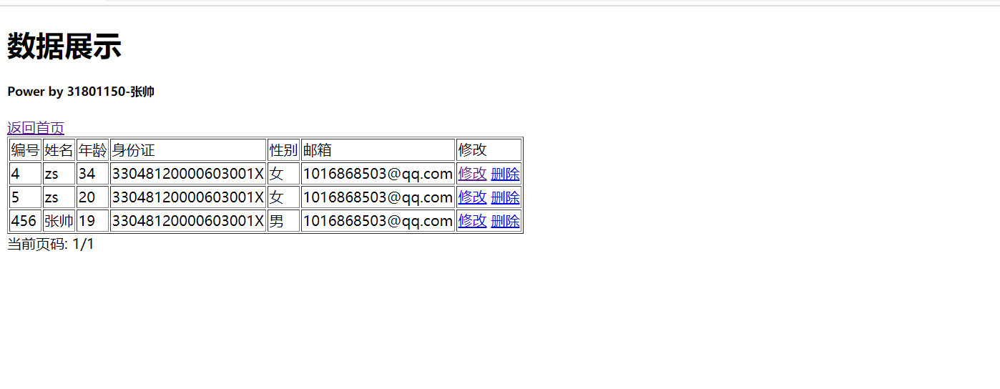 数据展示
Power by 31801150-张帅
返回首页
编号 姓名 年龄 身份证 性别 邮箱 修改
4 zs 34 33048120000603001X 女 1016868503@qq.com 修改 删除
5 zs 20 33048120000603001X 女 1016868503@qq.com 修改 删除
456 张帅 19 33048120000603001X 男 1016868503@qq.com 修改 删除
当前页码: 1/1